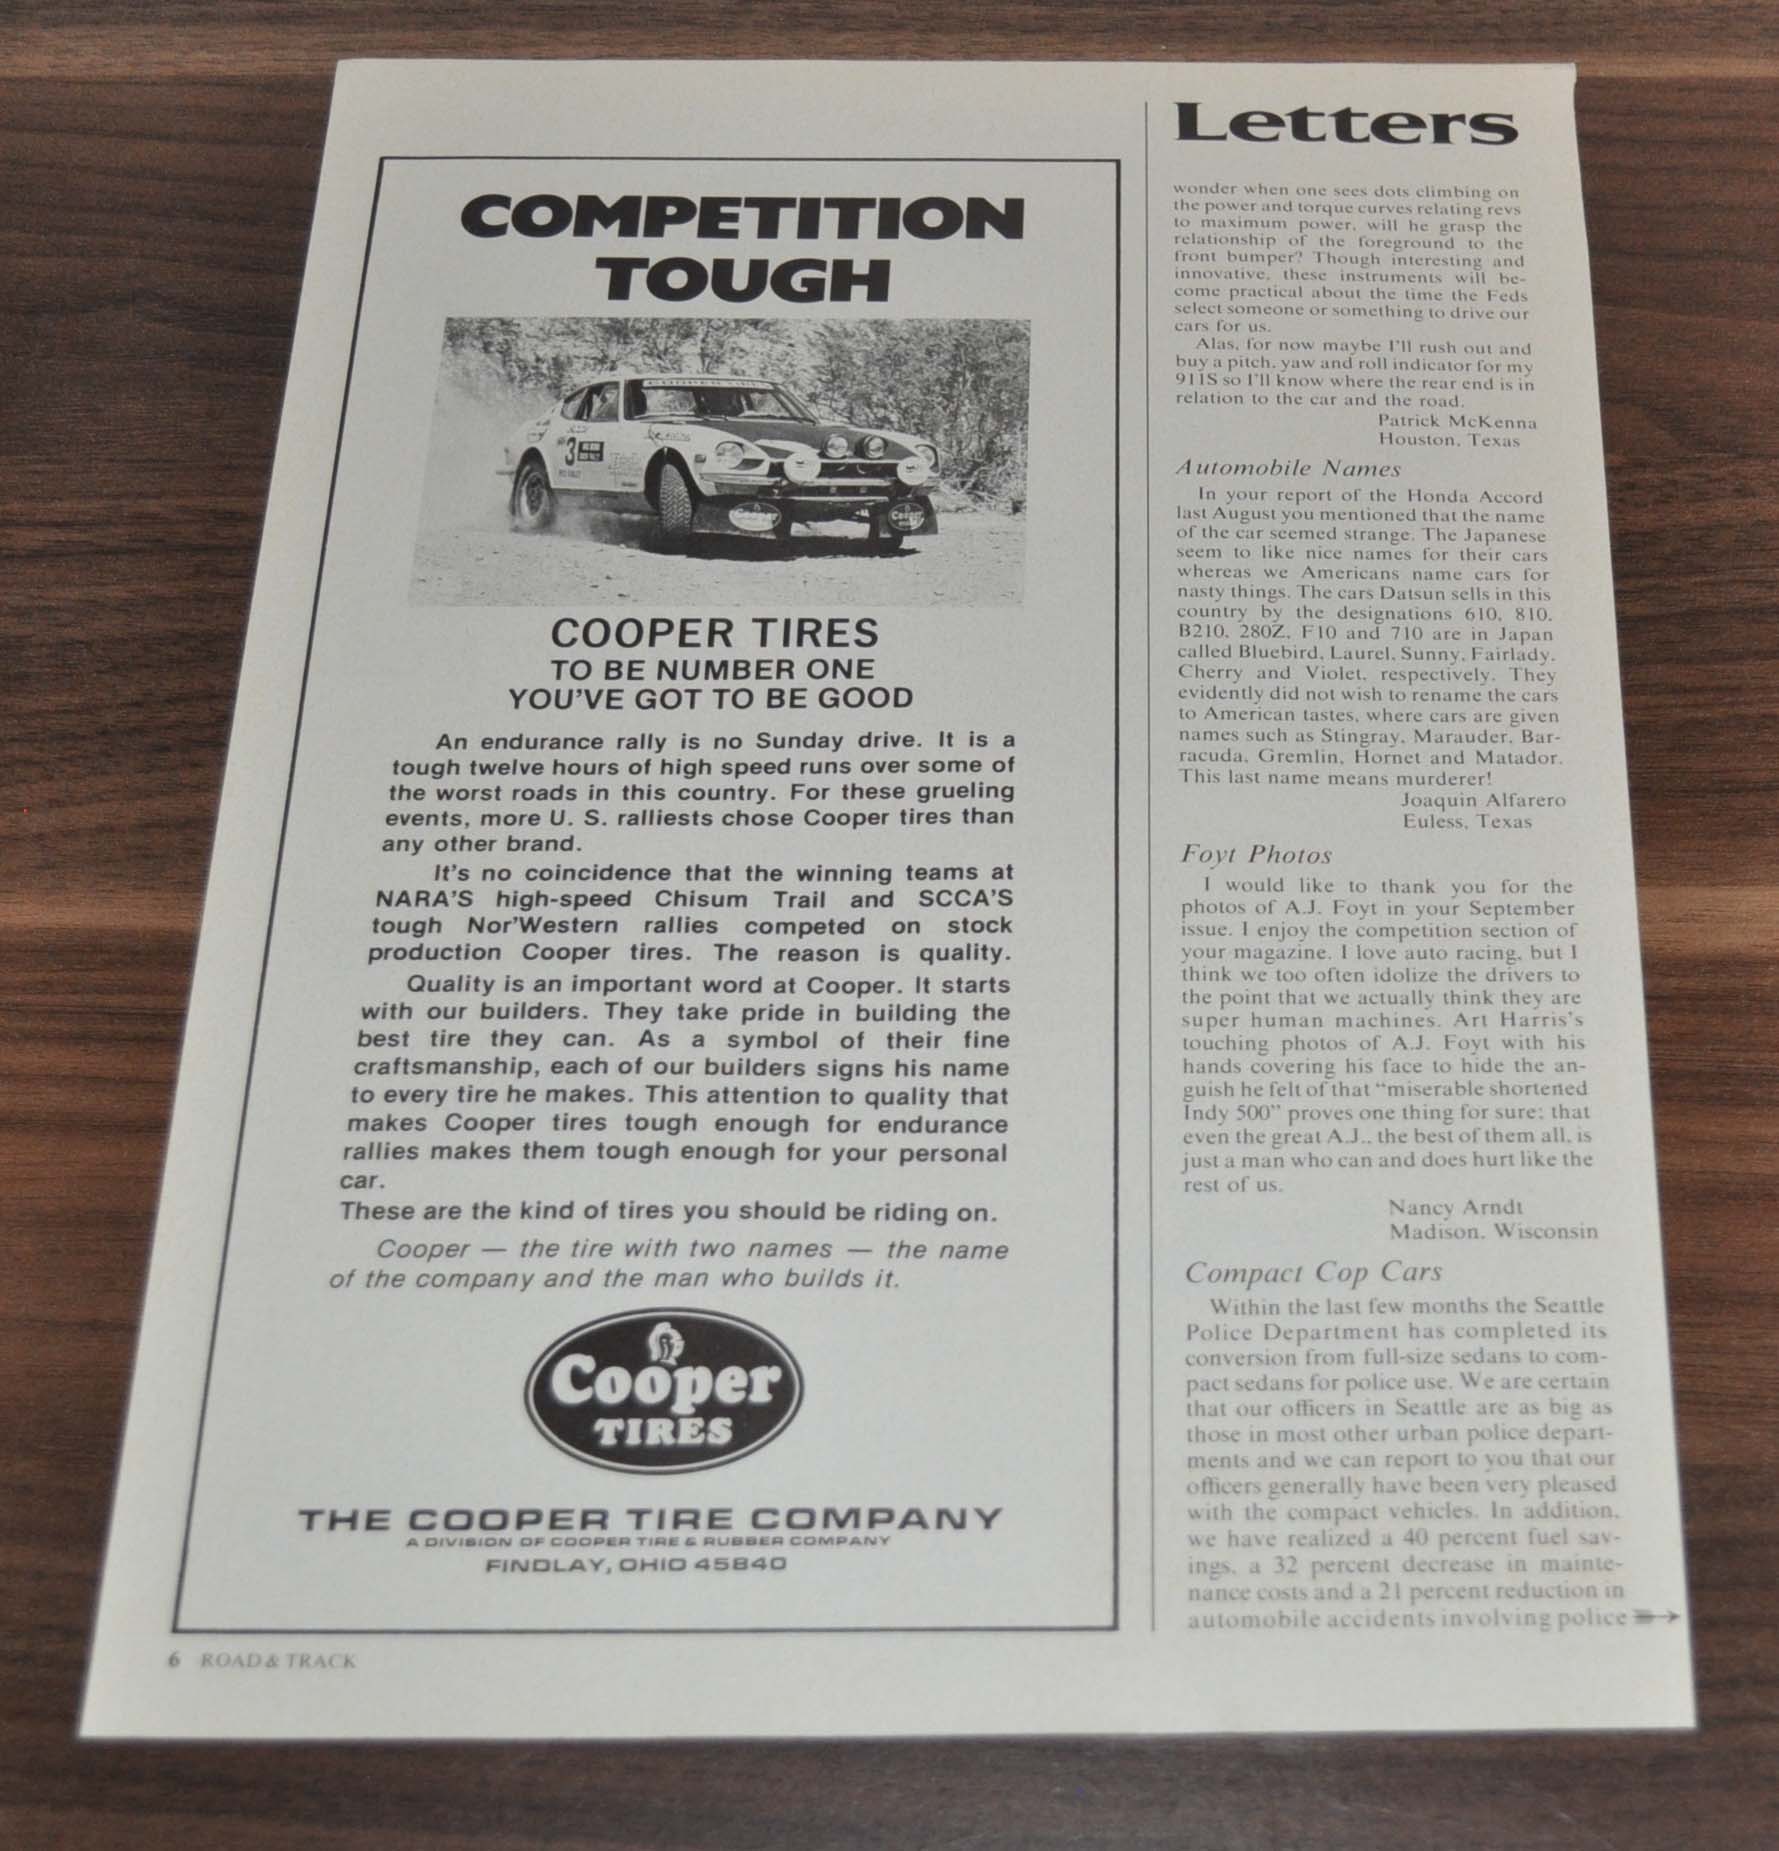 COMPETITION
TOUGH
COOPER TIRES
3
Cooper
Cooper
COOPER TIRES
TO BE NUMBER ONE
YOU'VE GOT TO BE GOOD
An endurance rally is no Sunday drive. It is a
tough twelve hours of high speed runs over some of
the worst roads in this country. For these grueling
events, more U. S. ralliests chose Cooper tires than
any other brand.
It's no coincidence that the winning teams at
NARA'S high-speed Chisum Trail and SCCA'S
tough Nor'Western rallies competed on stock
production Cooper tires. The reason is quality.
Quality is an important word at Cooper. It starts
with our builders. They take pride in building the
best tire they can. As a symbol of their fine
craftsmanship, each of our builders signs his name
to every tire he makes. This attention to quality that
makes Cooper tires tough enough for endurance
rallies makes them tough enough for your personal
car.
These are the kind of tires you should be riding on.
Cooper — the tire with two names — the name
of the company and the man who builds it.
Cooper
TIRES
THE COOPER TIRE COMPANY
A DIVISION OF COOPER TIRE & RUBBER COMPANY
FINDLAY, OHIO 45840
6 ROAD & TRACK
Letters
wonder when one sees dots climbing on
the power and torque curves relating revs
to maximum power, will he grasp the
relationship of the foreground to the
front bumper? Though interesting and
innovative, these instruments will be-
come practical about the time the Feds
select someone or something to drive our
cars for us.
Alas, for now maybe I'll rush out and
buy a pitch, yaw and roll indicator for my
911S so I'll know where the rear end is in
relation to the car and the road.
Patrick McKenna
Houston, Texas
Automobile Names
In your report of the Honda Accord
last August you mentioned that the name
of the car seemed strange. The Japanese
seem to like nice names for their cars
whereas we Americans name cars for
nasty things. The cars Datsun sells in this
country by the designations 610, 810,
B210, 280Z, F10 and 710 are in Japan
called Bluebird, Laurel, Sunny, Fairlady,
Cherry and Violet, respectively. They
evidently did not wish to rename the cars
to American tastes, where cars are given
names such as Stingray, Marauder, Bar-
racuda, Gremlin, Hornet and Matador.
This last name means murderer!
Joaquin Alfarero
Euless, Texas
Foyt Photos
I would like to thank you for the
photos of A.J. Foyt in your September
issue. I enjoy the competition section of
your magazine. I love auto racing, but I
think we too often idolize the drivers to
the point that we actually think they are
super human machines. Art Harris's
touching photos of A.J. Foyt with his
hands covering his face to hide the an-
guish he felt of that "miserable shortened
Indy 500" proves one thing for sure: that
even the great A.J., the best of them all, is
just a man who can and does hurt like the
rest of us.
Nancy Arndt
Madison, Wisconsin
Compact Cop Cars
Within the last few months the Seattle
Police Department has completed its
conversion from full-size sedans to com-
pact sedans for police use. We are certain
that our officers in Seattle are as big as
those in most other urban police depart-
ments and we can report to you that our
officers generally have been very pleased
with the compact vehicles. In addition,
we have realized a 40 percent fuel sav-
ings, a 32 percent decrease in mainte-
nance costs and a 21 percent reduction in
automobile accidents involving police